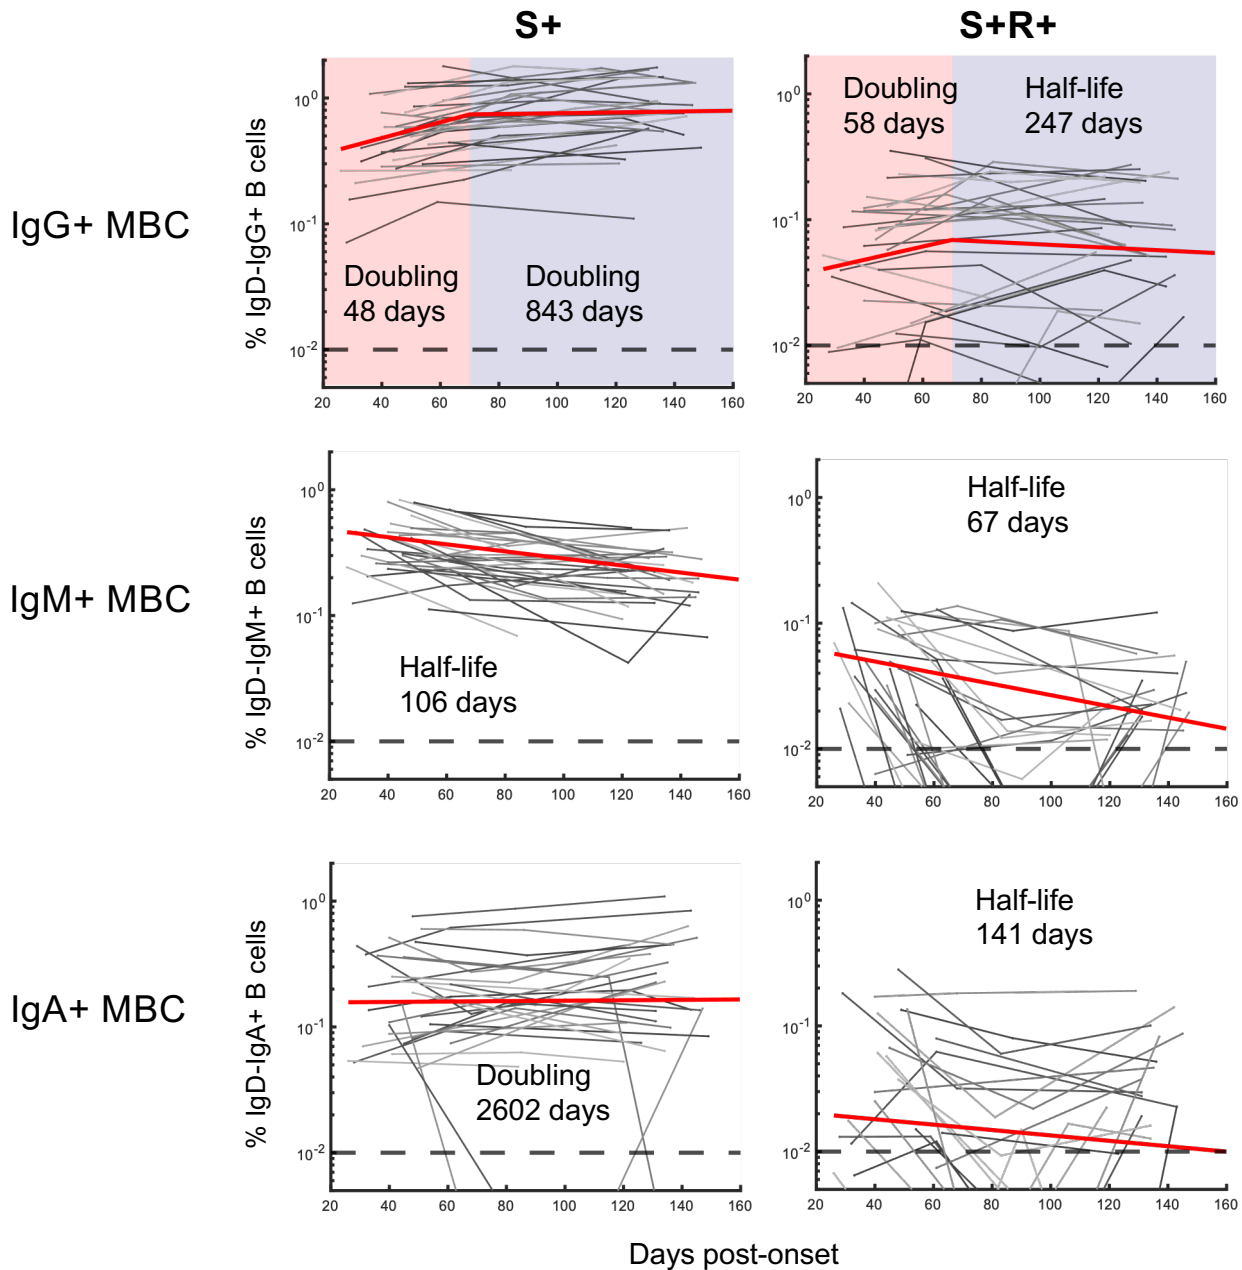 S+
S+R+
IgG+ MBC
% IgD-IgG+ B cells
10^0
10^-1
10^-2
Doubling
48 days
Doubling
843 days
20 40 60 80 100 120 140 160
10^0
10^-1
10^-2
Doubling
58 days
Half-life
247 days
20 40 60 80 100 120 140 160
IgM+ MBC
% IgD-IgM+ B cells
10^0
10^-1
10^-2
Half-life
106 days
20 40 60 80 100 120 140 160
10^0
10^-1
10^-2
Half-life
67 days
20 40 60 80 100 120 140 160
IgA+ MBC
% IgD-IgA+ B cells
10^0
10^-1
10^-2
Doubling
2602 days
20 40 60 80 100 120 140 160
10^0
10^-1
10^-2
Half-life
141 days
20 40 60 80 100 120 140 160
Days post-onset